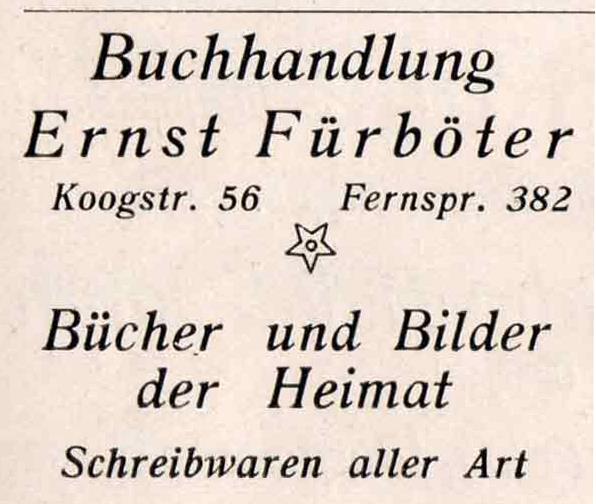 Buchhandlung
Ernst Fürböter
Koogstr. 56 Fernspr. 382
Bücher und Bilder
der Heimat
Schreibwaren aller Art